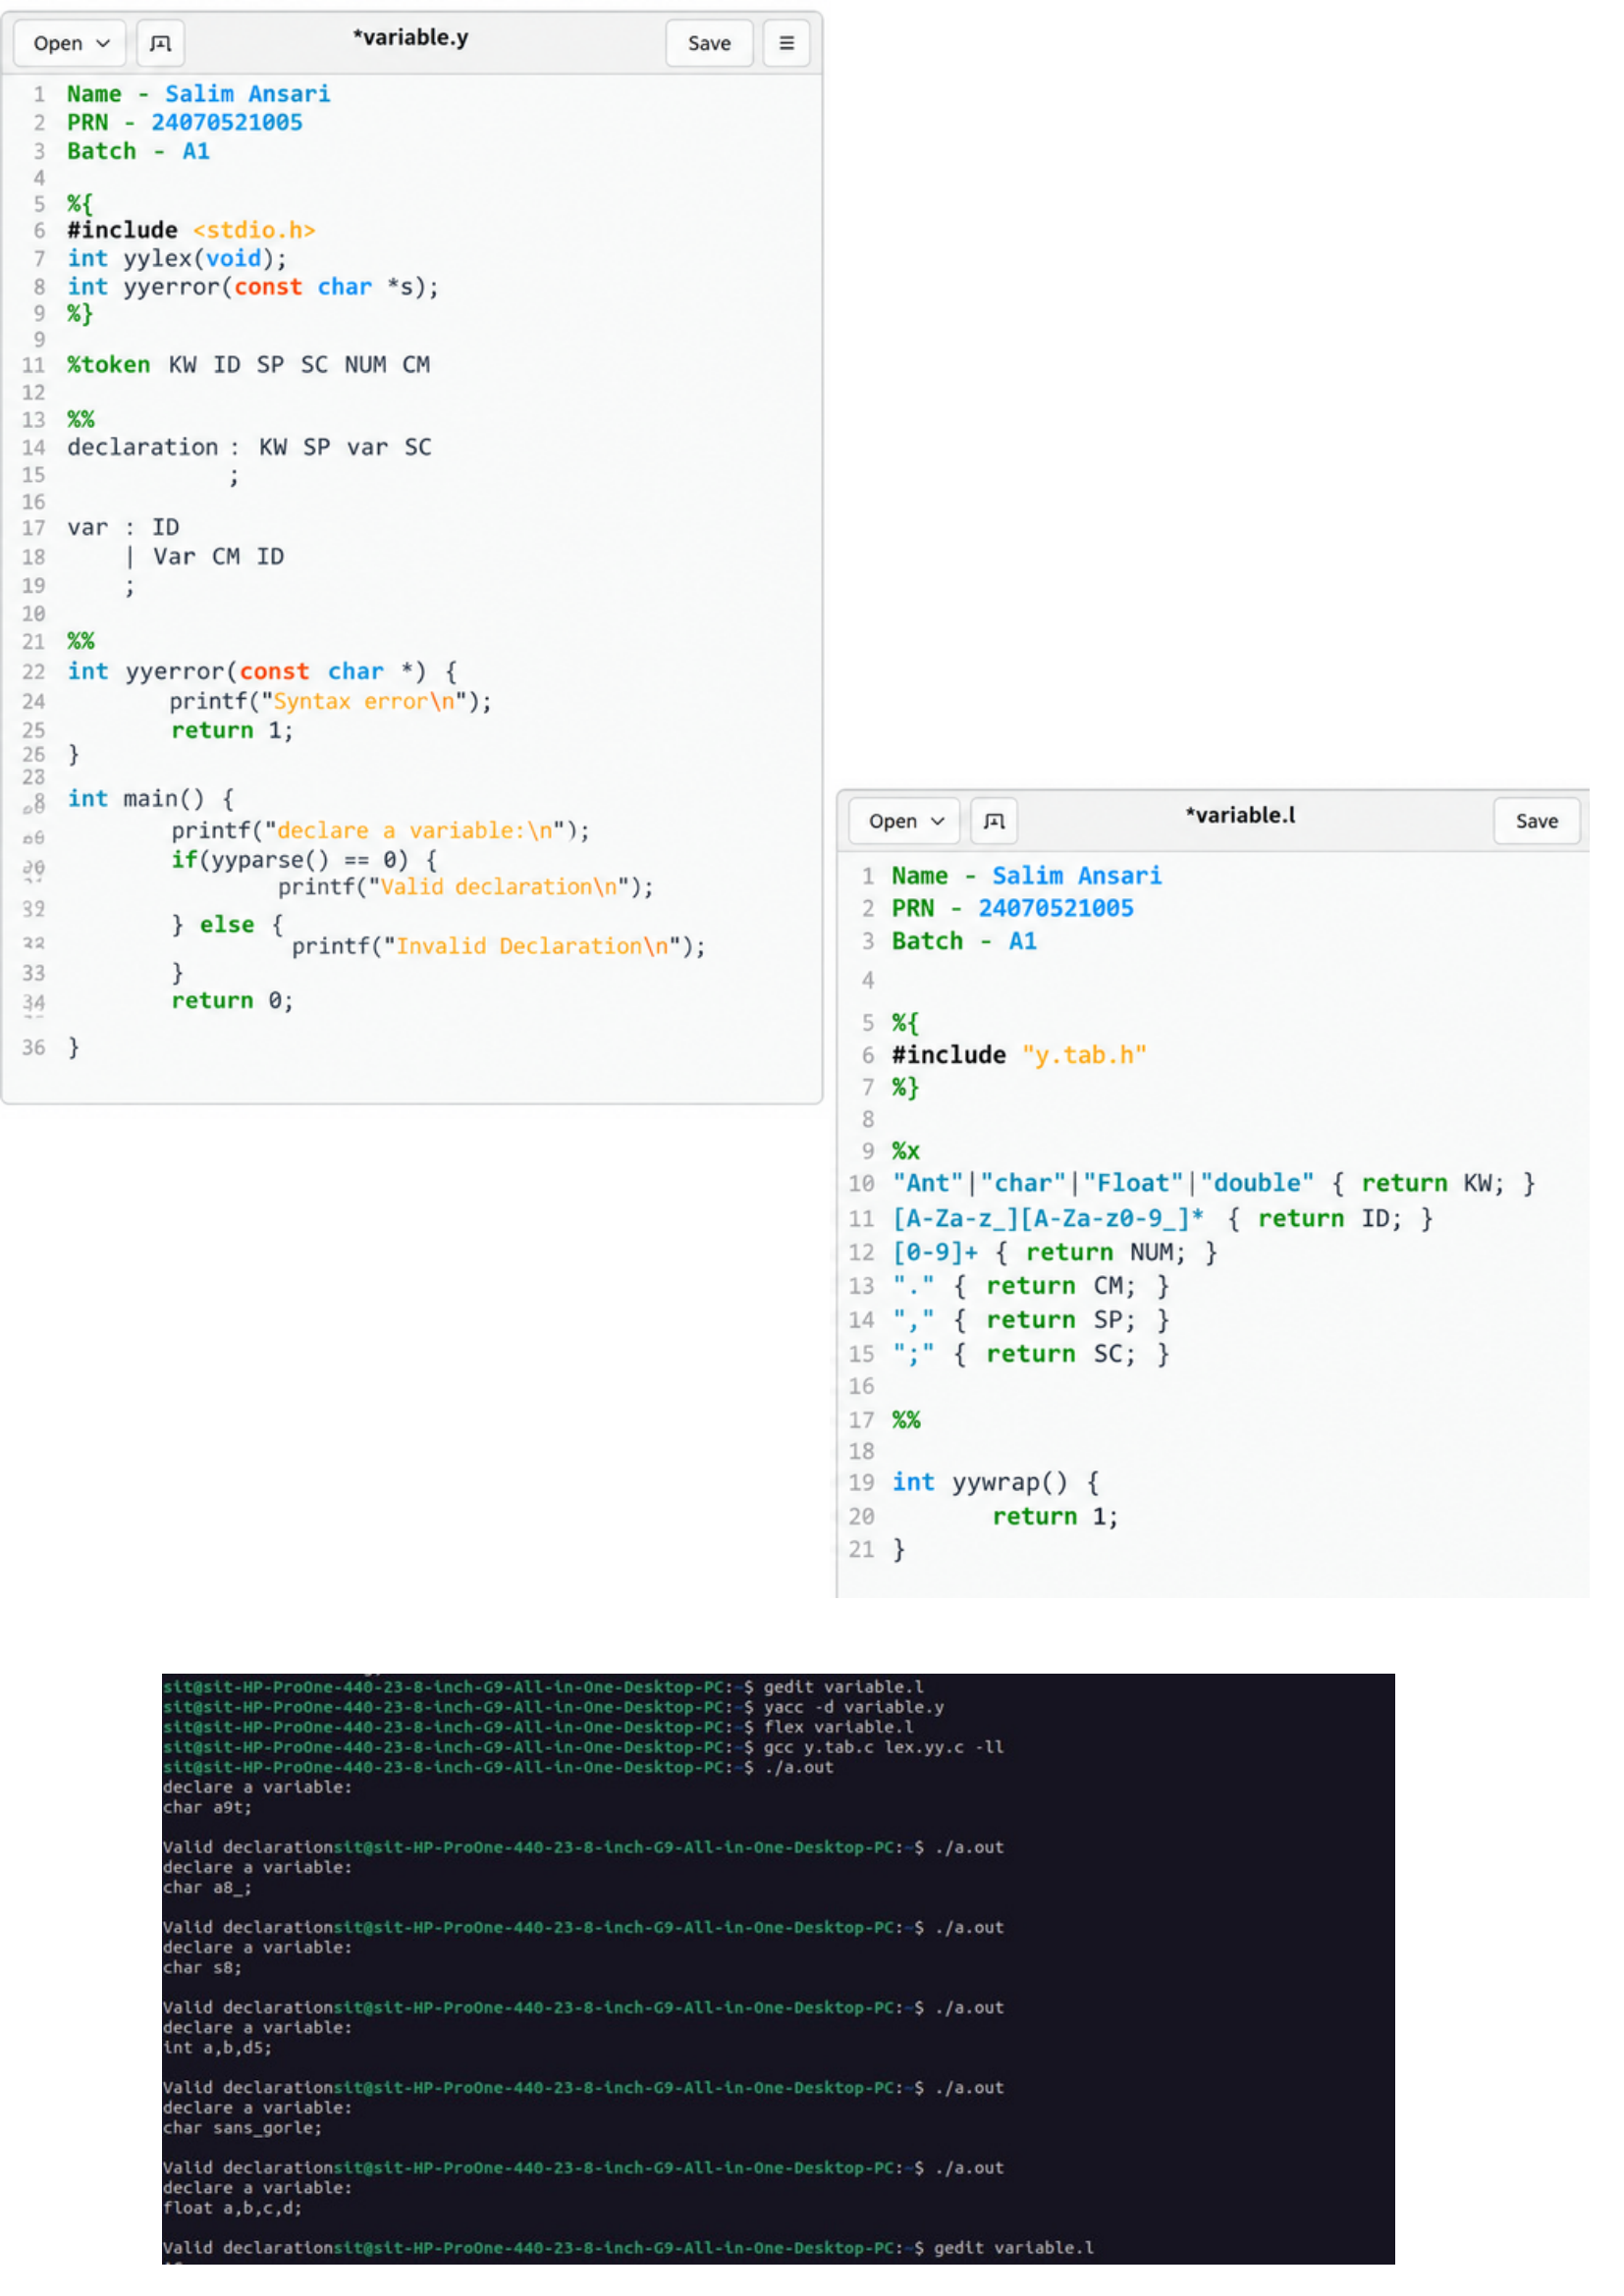 Open
*variable.y
Save
1 Name - Salim Ansari
2 PRN - 24070521005
3 Batch - A1
4
5 %{
6 #include <stdio.h>
7 int yylex(void);
8 int yyerror(const char *s);
9 %}
9
11 %token KW ID SP SC NUM CM
12
13 %%
14 declaration : KW SP var SC
15 ;
16
17 var : ID
18 | Var CM ID
19 ;
10
21 %%
22 int yyerror(const char *) {
24 printf("Syntax error\n");
25 return 1;
26 }
23
8 int main() {
printf("declare a variable:\n");
if(yyparse() == 0) {
printf("Valid declaration\n");
39
} else {
printf("Invalid Declaration\n");
33 }
34 return 0;
36 }
Open
*variable.l
Save
1 Name - Salim Ansari
2 PRN - 24070521005
3 Batch - A1
4
5 %{
6 #include "y.tab.h"
7 %}
8
9 %x
10 "Ant"|"char"|"Float"|"double" { return KW; }
11 [A-Za-z_][A-Za-z0-9_]* { return ID; }
12 [0-9]+ { return NUM; }
13 "." { return CM; }
14 "," { return SP; }
15 ";" { return SC; }
16
17 %%
18
19 int yywrap() {
20 return 1;
21 }
sit@sit-HP-ProOne-440-23-8-inch-G9-All-in-One-Desktop-PC:~$ gedit variable.l
sit@sit-HP-ProOne-440-23-8-inch-G9-All-in-One-Desktop-PC:~$ yacc -d variable.y
sit@sit-HP-ProOne-440-23-8-inch-G9-All-in-One-Desktop-PC:~$ flex variable.l
sit@sit-HP-ProOne-440-23-8-inch-G9-All-in-One-Desktop-PC:~$ gcc y.tab.c lex.yy.c -ll
sit@sit-HP-ProOne-440-23-8-inch-G9-All-in-One-Desktop-PC:~$ ./a.out
declare a variable:
char a9t;
Valid declarationsit@sit-HP-ProOne-440-23-8-inch-G9-All-in-One-Desktop-PC:~$ ./a.out
declare a variable:
char a8_;
Valid declarationsit@sit-HP-ProOne-440-23-8-inch-G9-All-in-One-Desktop-PC:~$ ./a.out
declare a variable:
char s8;
Valid declarationsit@sit-HP-ProOne-440-23-8-inch-G9-All-in-One-Desktop-PC:~$ ./a.out
declare a variable:
int a,b,d5;
Valid declarationsit@sit-HP-ProOne-440-23-8-inch-G9-All-in-One-Desktop-PC:~$ ./a.out
declare a variable:
char sans_gorle;
Valid declarationsit@sit-HP-ProOne-440-23-8-inch-G9-All-in-One-Desktop-PC:~$ ./a.out
declare a variable:
float a,b,c,d;
Valid declarationsit@sit-HP-ProOne-440-23-8-inch-G9-All-in-One-Desktop-PC:~$ gedit variable.l